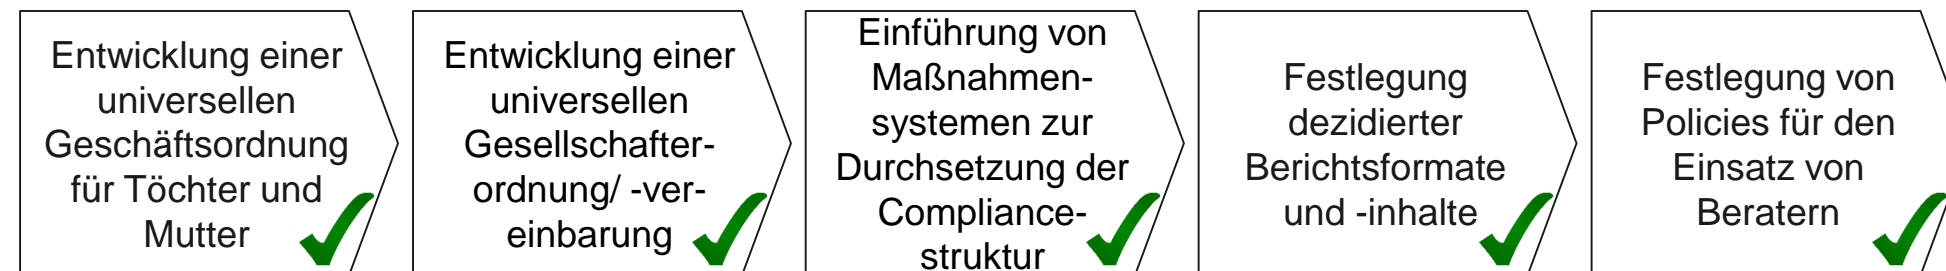 Entwicklung einer
universellen
Geschäftsordnung
für Töchter und
Mutter
Entwicklung einer
universellen
Gesellschafter-
ordnung/ -ver-
einbarung
Einführung von
Maßnahmen-
systemen zur
Durchsetzung der
Compliance-
struktur
Festlegung
dezidierter
Berichtsformate
und -inhalte
Festlegung von
Policies für den
Einsatz von
Beratern